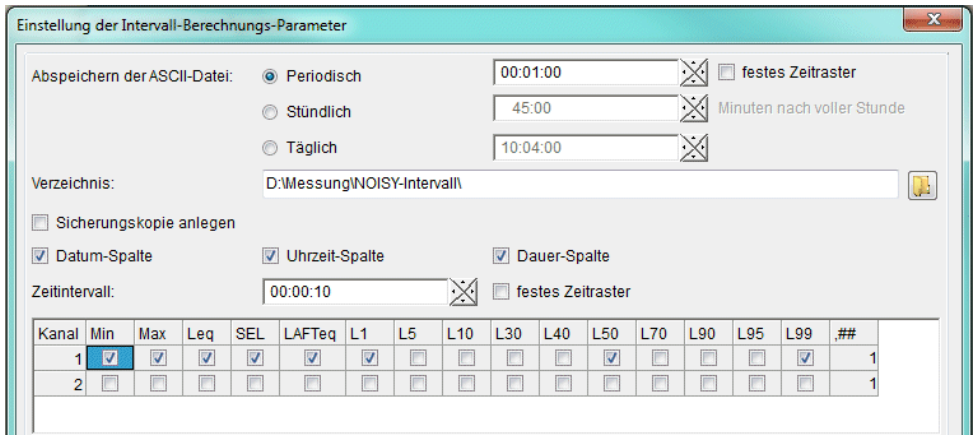 Einstellung der Intervall-Berechnungs-Parameter
Abspeichern der ASCII-Datei: Periodisch 00:01:00 festes Zeitraster
Stündlich 45:00 Minuten nach voller Stunde
Täglich 10:04:00
Verzeichnis: D:\Messung\NOISY-Intervall\
Sicherungskopie anlegen
Datum-Spalte Uhrzeit-Spalte Dauer-Spalte
Zeitintervall: 00:00:10 festes Zeitraster
Kanal Min Max Leq SEL LAFTeq L1 L5 L10 L30 L40 L50 L70 L90 L95 L99 ,##
1 1
2 1